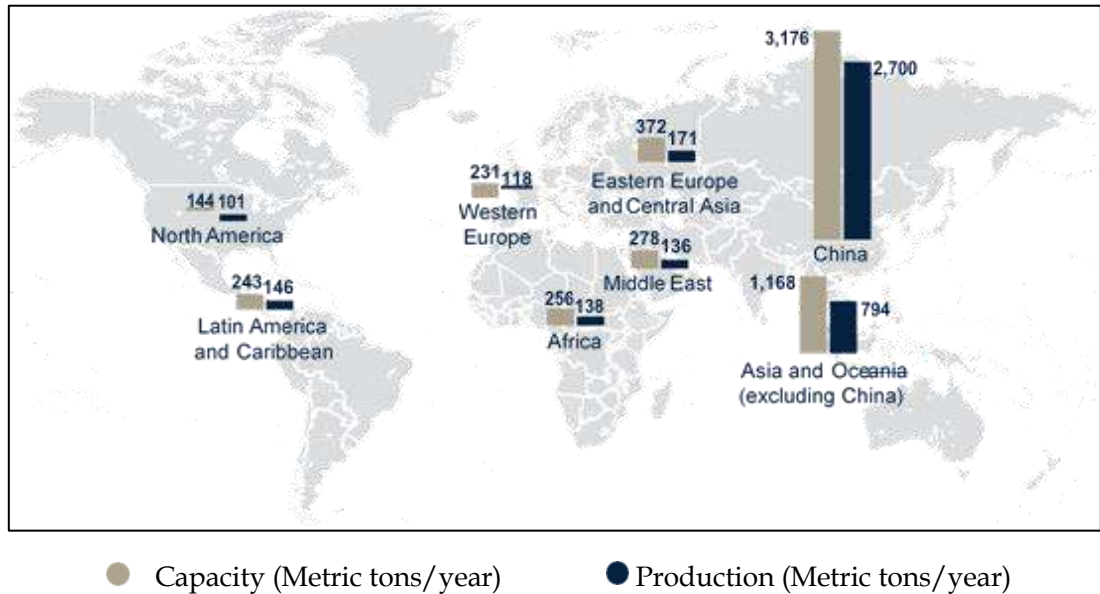 3,176
2,700
372 171
231 118
Eastern Europe
and Central Asia
144 101
Western
Europe
North America
278 136
China
243 146
Middle East
1,168
256 138
794
Latin America
and Caribbean
Africa
Asia and Oceania
(excluding China)
Capacity (Metric tons/year)
Production (Metric tons/year)